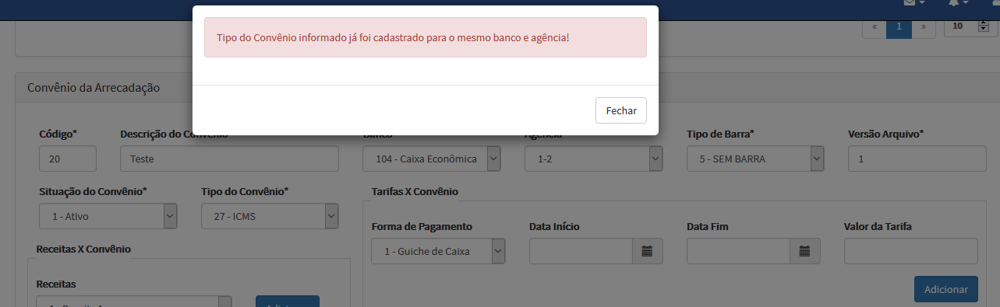 Tipo do Convênio informado já foi cadastrado para o mesmo banco e agência!
« 1 » 10
Fechar
Convênio da Arrecadação
Código* Descrição do Convênio Banco Agência Tipo de Barra* Versão Arquivo*
20 Teste 104 - Caixa Econômica 1-2 5 - SEM BARRA 1
Situação do Convênio* Tipo do Convênio* Tarifas X Convênio
1 - Ativo 27 - ICMS
Forma de Pagamento Data Início Data Fim Valor da Tarifa
Receitas X Convênio
1 - Guiche de Caixa
Receitas
Adicionar